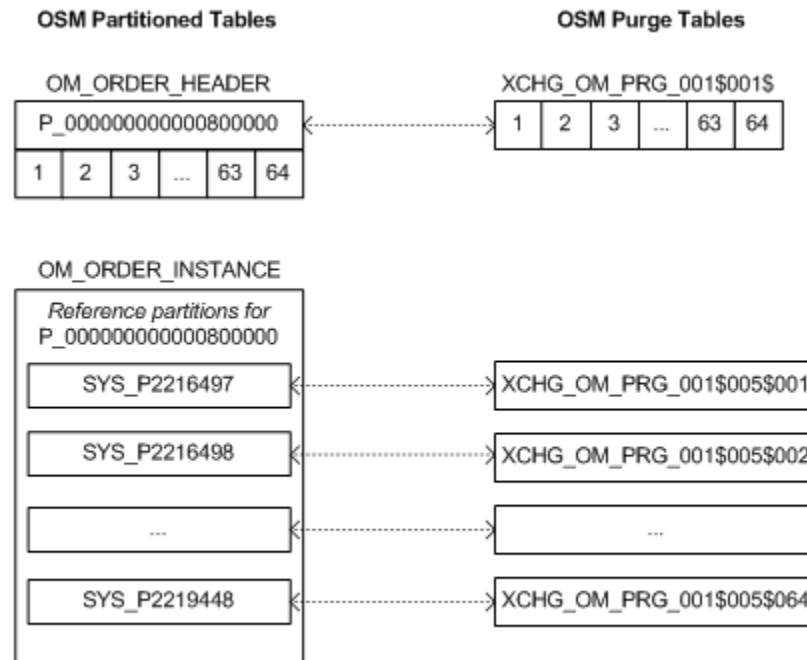 OSM Partitioned Tables
OSM Purge Tables
OM_ORDER_HEADER
XCHG_OM_PRG_001$001$
P_000000000000800000
1 2 3 ... 63 64
1 2 3 ... 63 64
OM_ORDER_INSTANCE
Reference partitions for
P_000000000000800000
SYS_P2216497
XCHG_OM_PRG_001$005$001
SYS_P2216498
XCHG_OM_PRG_001$005$002
...
...
SYS_P2219448
XCHG_OM_PRG_001$005$064